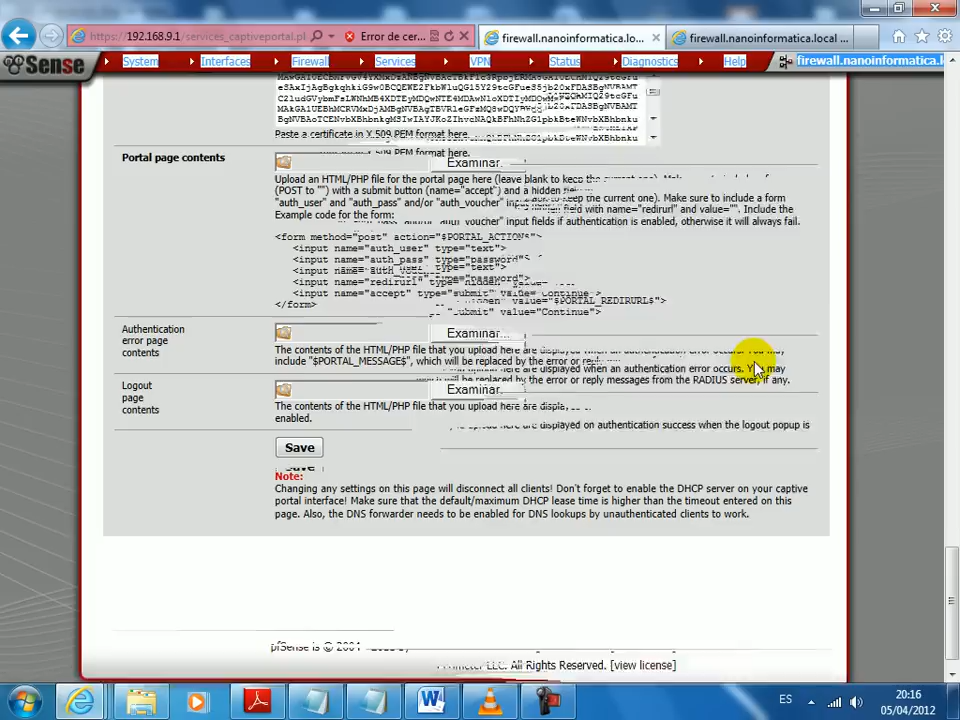 https://192.168.9.1/services_captiveportal.p
Error de cer...
firewall.nanoinformatica.lo...
firewall.nanoinformatica.local ...
Sense
System
Interfaces
Firewall
Services
VPN
Status
Diagnostics
Help
firewall.nanoinformatica.l
Paste a certificate in X.509 PEM format here.
Portal page contents
Examinar.
Upload an HTML/PHP file for the portal page here (leave blank to keep the current one). Make sure to include a form
(POST to "") with a submit button (name="accept") and a hidden field with name="redirurl" and value="". Include the
"auth_user" and "auth_pass" and/or "auth_voucher" input fields if authentication is enabled, otherwise it will always fail.
Example code for the form:
<form method="post" action="$PORTAL_ACTION$">
<input name="auth_user" type="text">
<input name="auth_pass" type="password">
<input name="redirurl" type="hidden" value="$PORTAL_REDIRURL$">
<input name="accept" type="submit" value="Continue">
</form>
Authentication
error page
contents
Examinar...
The contents of the HTML/PHP file that you upload here are displayed when an authentication error occurs. You may
include "$PORTAL_MESSAGE$", which will be replaced by the error or reply messages from the RADIUS server, if any.
Logout
page
contents
Examinar.
The contents of the HTML/PHP file that you upload here are displayed on authentication success when the logout popup is
enabled.
Save
Note:
Changing any settings on this page will disconnect all clients! Don't forget to enable the DHCP server on your captive
portal interface! Make sure that the default/maximum DHCP lease time is higher than the timeout entered on this
page. Also, the DNS forwarder needs to be enabled for DNS lookups by unauthenticated clients to work.
pfSense is © 2004
LLC. All Rights Reserved. [view license]
ES
20:16
05/04/2012